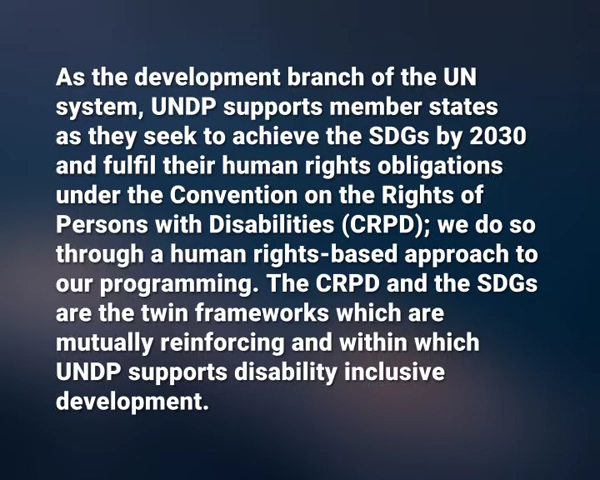 As the development branch of the UN
system, UNDP supports member states
as they seek to achieve the SDGs by 2030
and fulfil their human rights obligations
under the Convention on the Rights of
Persons with Disabilities (CRPD); we do so
through a human rights-based approach to
our programming. The CRPD and the SDGs
are the twin frameworks which are
mutually reinforcing and within which
UNDP supports disability inclusive
development.